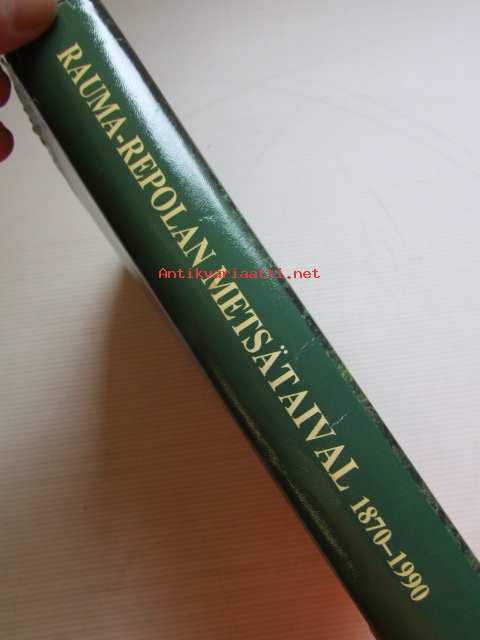 RAUMA-REPOLAN METSÄTAIVAL 1870-1990
Antikvariaatti.net